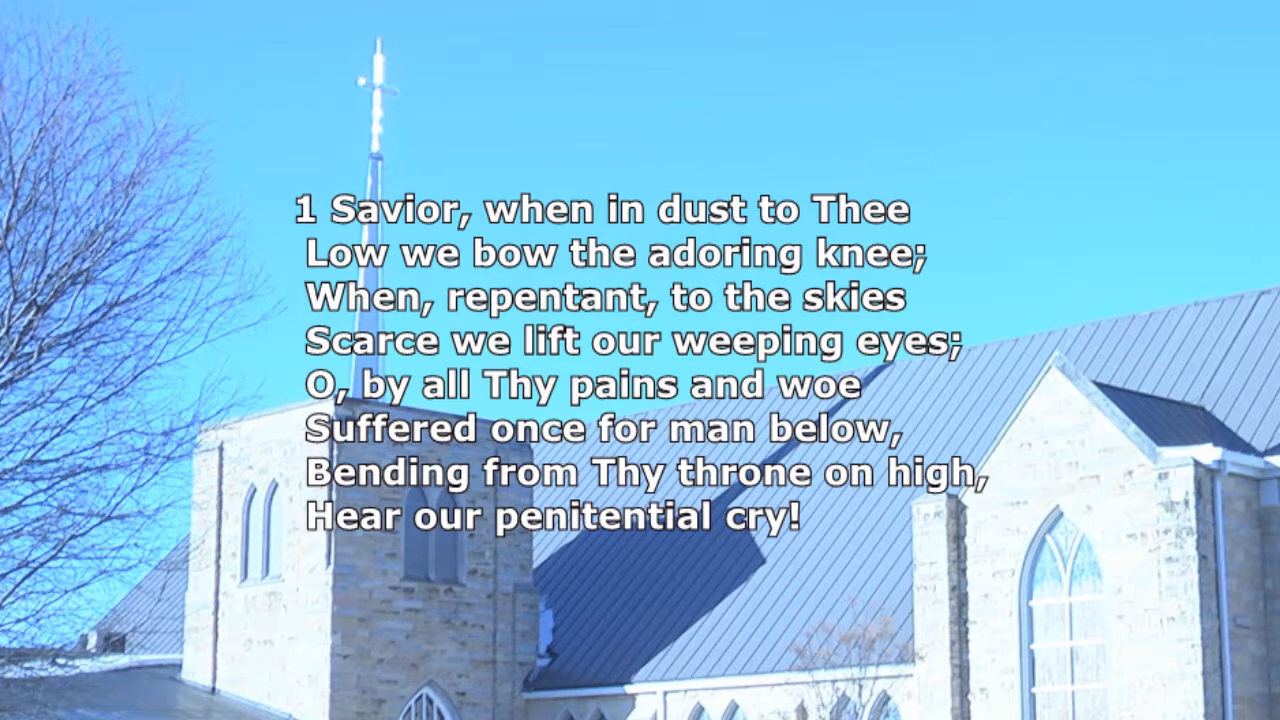 1 Savior, when in dust to Thee
Low we bow the adoring knee;
When, repentant, to the skies
Scarce we lift our weeping eyes;
O, by all Thy pains and woe
Suffered once for man below,
Bending from Thy throne on high,
Hear our penitential cry!